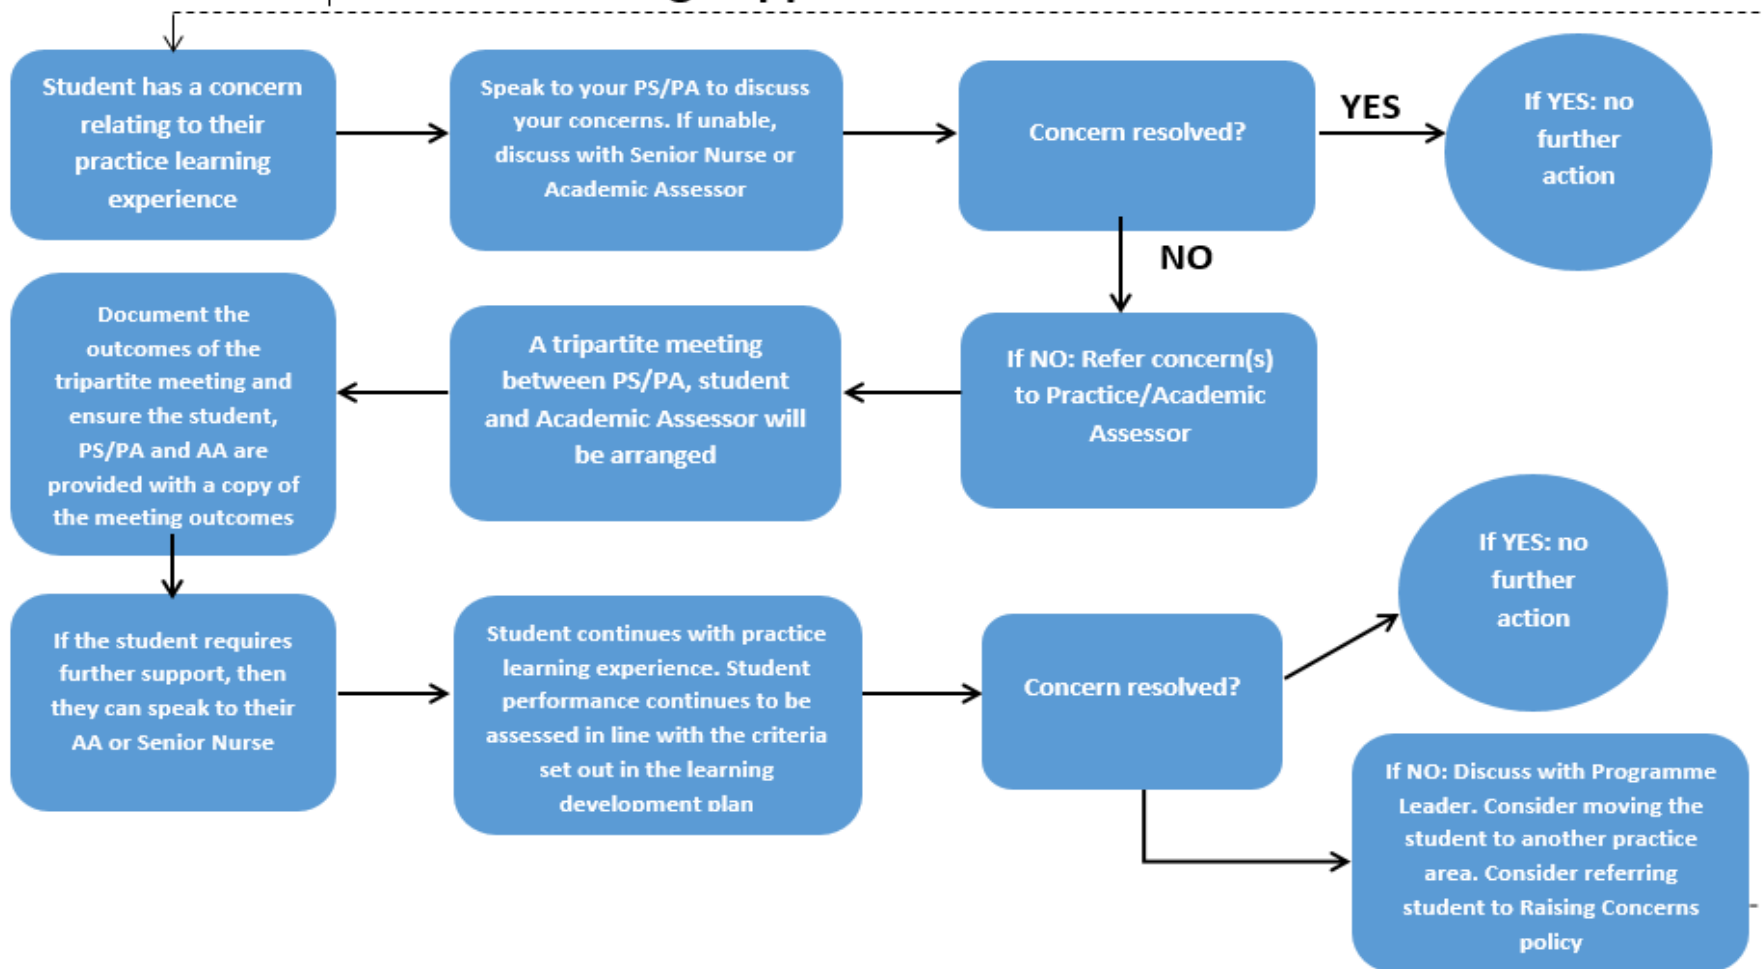 Student has a concern
relating to their
practice learning
experience
Speak to your PS/PA to discuss
your concerns. If unable,
discuss with Senior Nurse or
Academic Assessor
Concern resolved?
YES
If YES: no
further
action
NO
If NO: Refer concern(s)
to Practice/Academic
Assessor
A tripartite meeting
between PS/PA, student
and Academic Assessor will
be arranged
Document the
outcomes of the
tripartite meeting and
ensure the student,
PS/PA and AA are
provided with a copy of
the meeting outcomes
If the student requires
further support, then
they can speak to their
AA or Senior Nurse
Student continues with practice
learning experience. Student
performance continues to be
assessed in line with the criteria
set out in the learning
development plan
Concern resolved?
If YES: no
further
action
If NO: Discuss with Programme
Leader. Consider moving the
student to another practice
area. Consider referring
student to Raising Concerns
policy